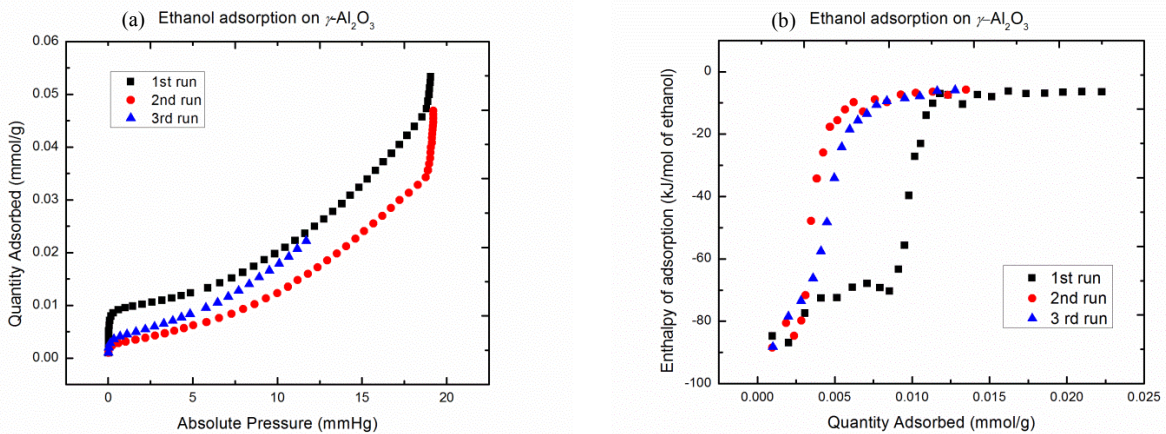 (a) Ethanol adsorption on γ-Al₂O₃
0.06
0.05
0.04
0.03
0.02
0.01
0.00
Quantity Adsorbed (mmol/g)
1st run
2nd run
3rd run
0 5 10 15 20
Absolute Pressure (mmHg)
(b) Ethanol adsorption on γ-Al₂O₃
0
-20
-40
-60
-80
-100
Enthalpy of adsorption (kJ/mol of ethanol)
1st run
2nd run
3 rd run
0.000 0.005 0.010 0.015 0.020 0.025
Quantity Adsorbed (mmol/g)